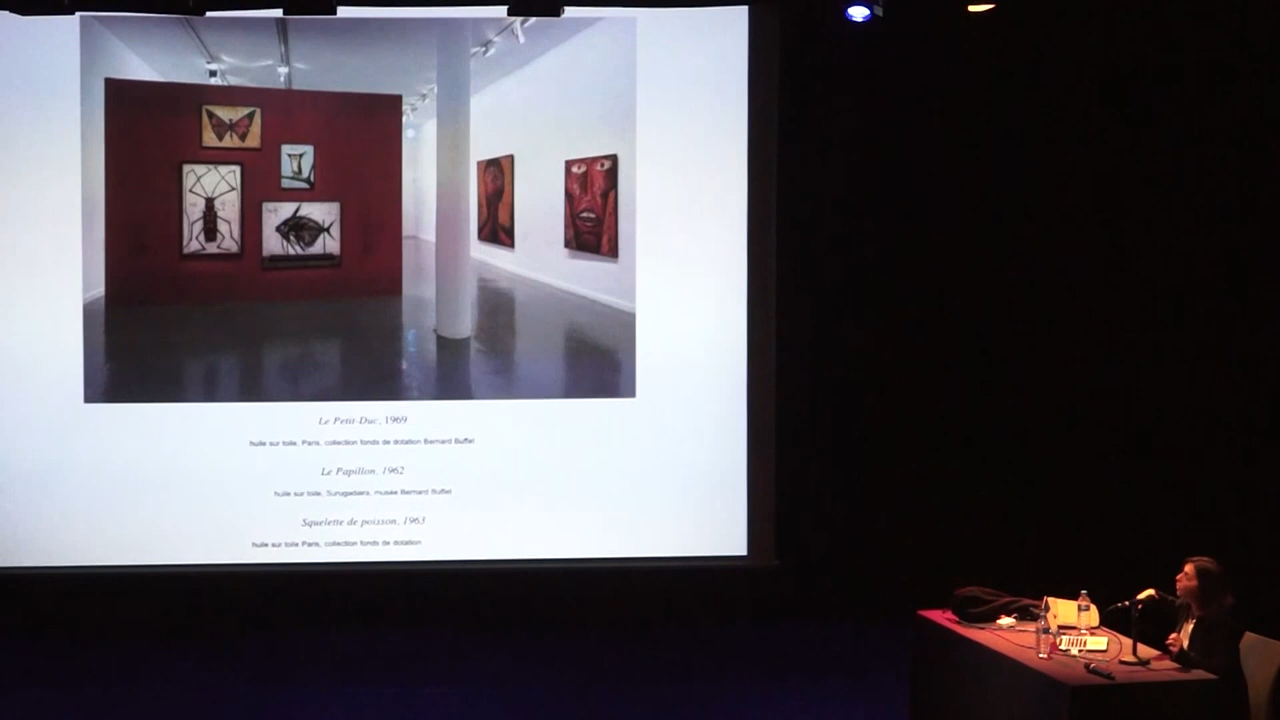 Le Petit-Duc, 1969
huile sur toile, Paris, collection fonds de dotation Bernard Buffet
Le Papillon, 1962
huile sur toile, Surugadaira, musée Bernard Buffet
Squelette de poisson, 1963
huile sur toile Paris, collection fonds de dotation